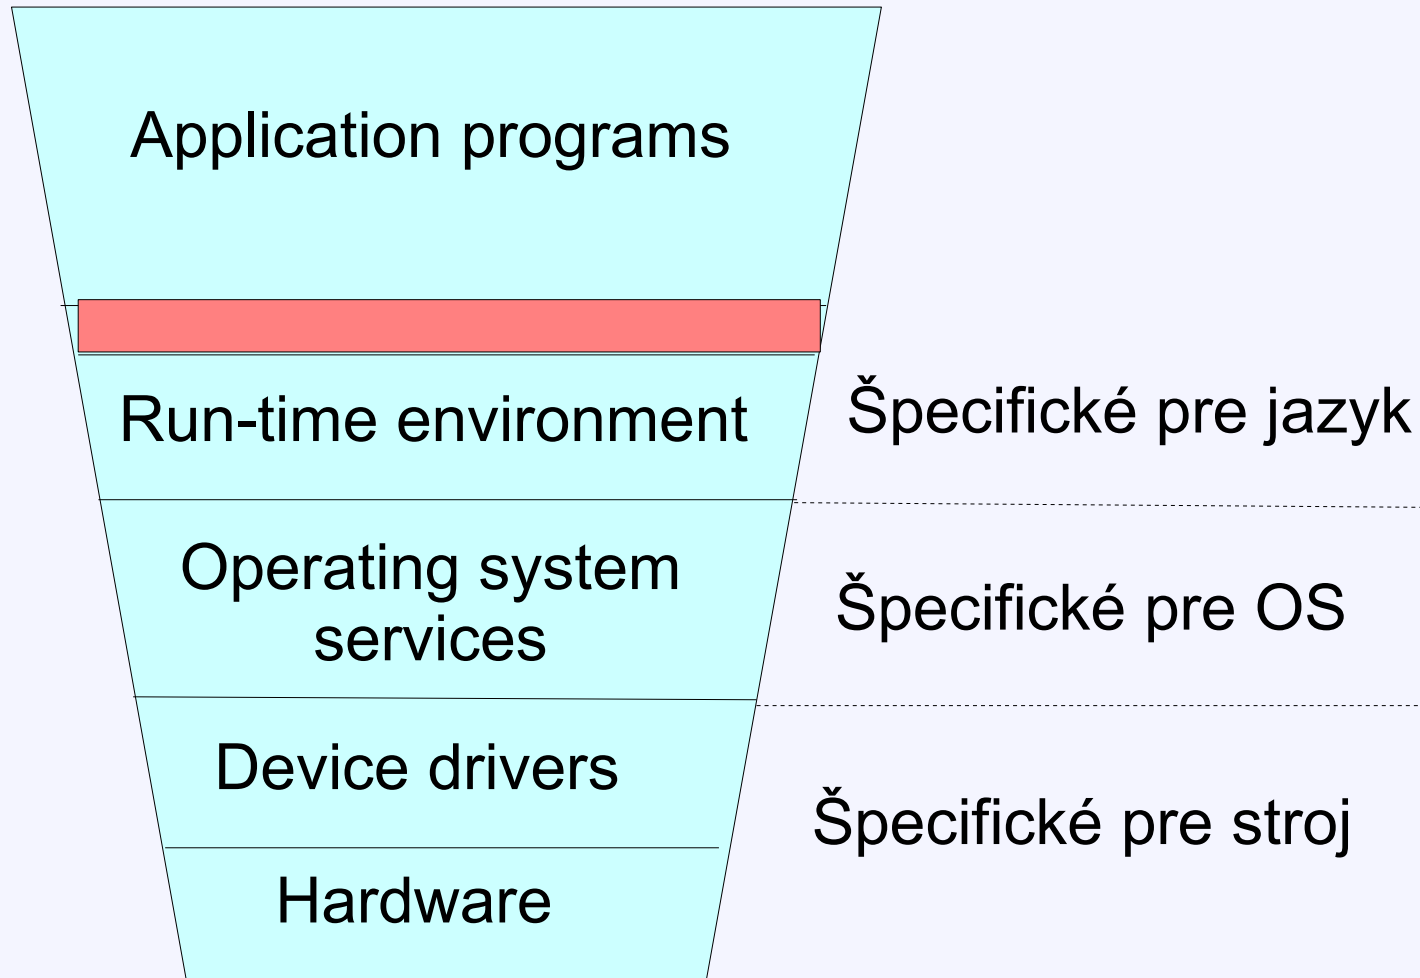 Application programs
Run-time environment
Špecifické pre jazyk
Operating system
services
Špecifické pre OS
Device drivers
Špecifické pre stroj
Hardware